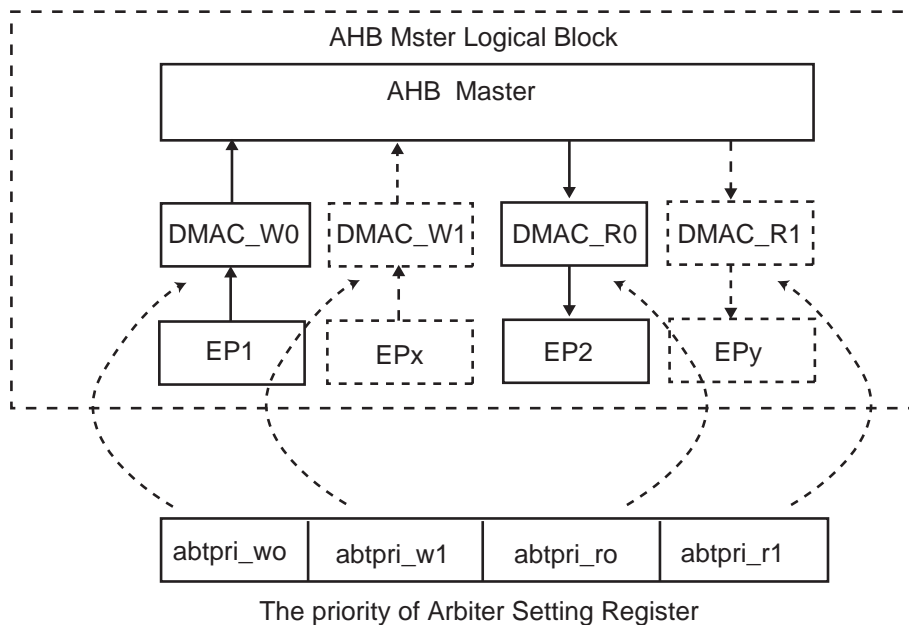 AHB Mster Logical Block
AHB Master
DMAC_W0 DMAC_W1 DMAC_R0 DMAC_R1
EP1 EPx EP2 EPy
abtpri_wo abtpri_w1 abtpri_ro abtpri_r1
The priority of Arbiter Setting Register